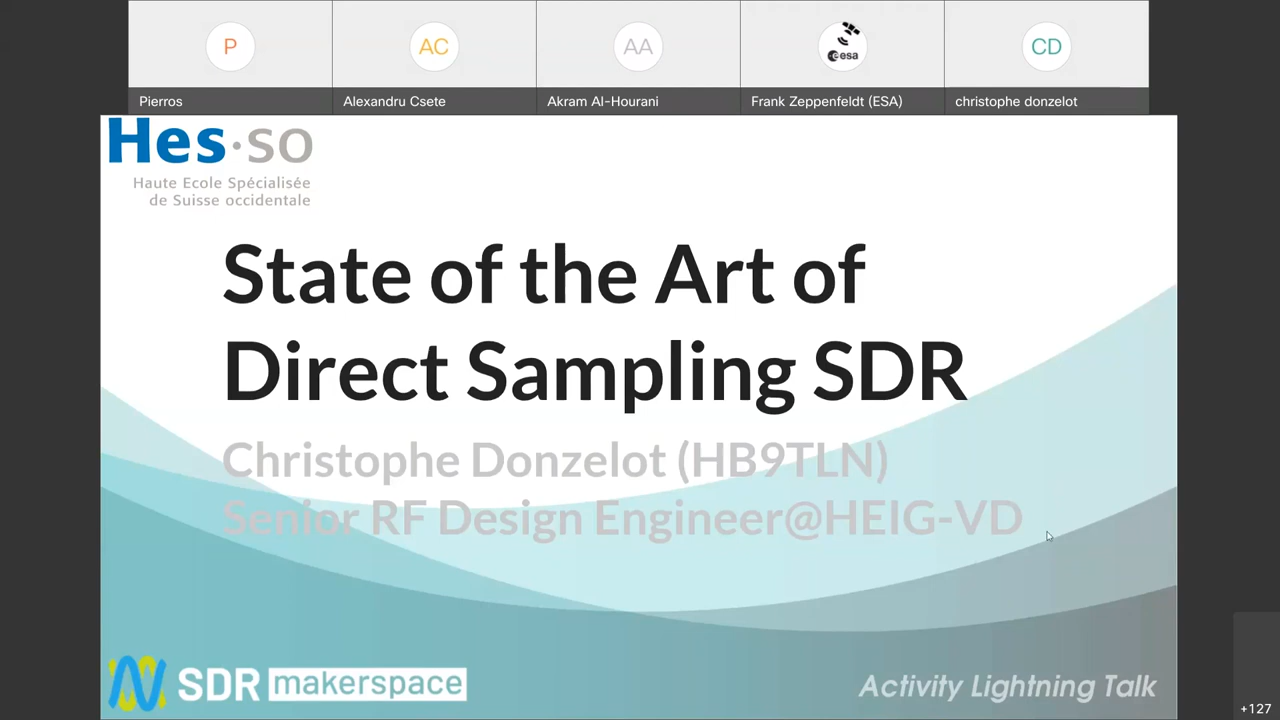 P
AC
AA
esa
CD
Pierros
Alexandru Csete
Akram Al-Hourani
Frank Zeppenfeldt (ESA)
christophe donzelot
Hes·so
Haute Ecole Spécialisée
de Suisse occidentale
State of the Art of
Direct Sampling SDR
Christophe Donzelot (HB9TLN)
Senior RF Design Engineer@HEIG-VD
SDR makerspace
Activity Lightning Talk
+127